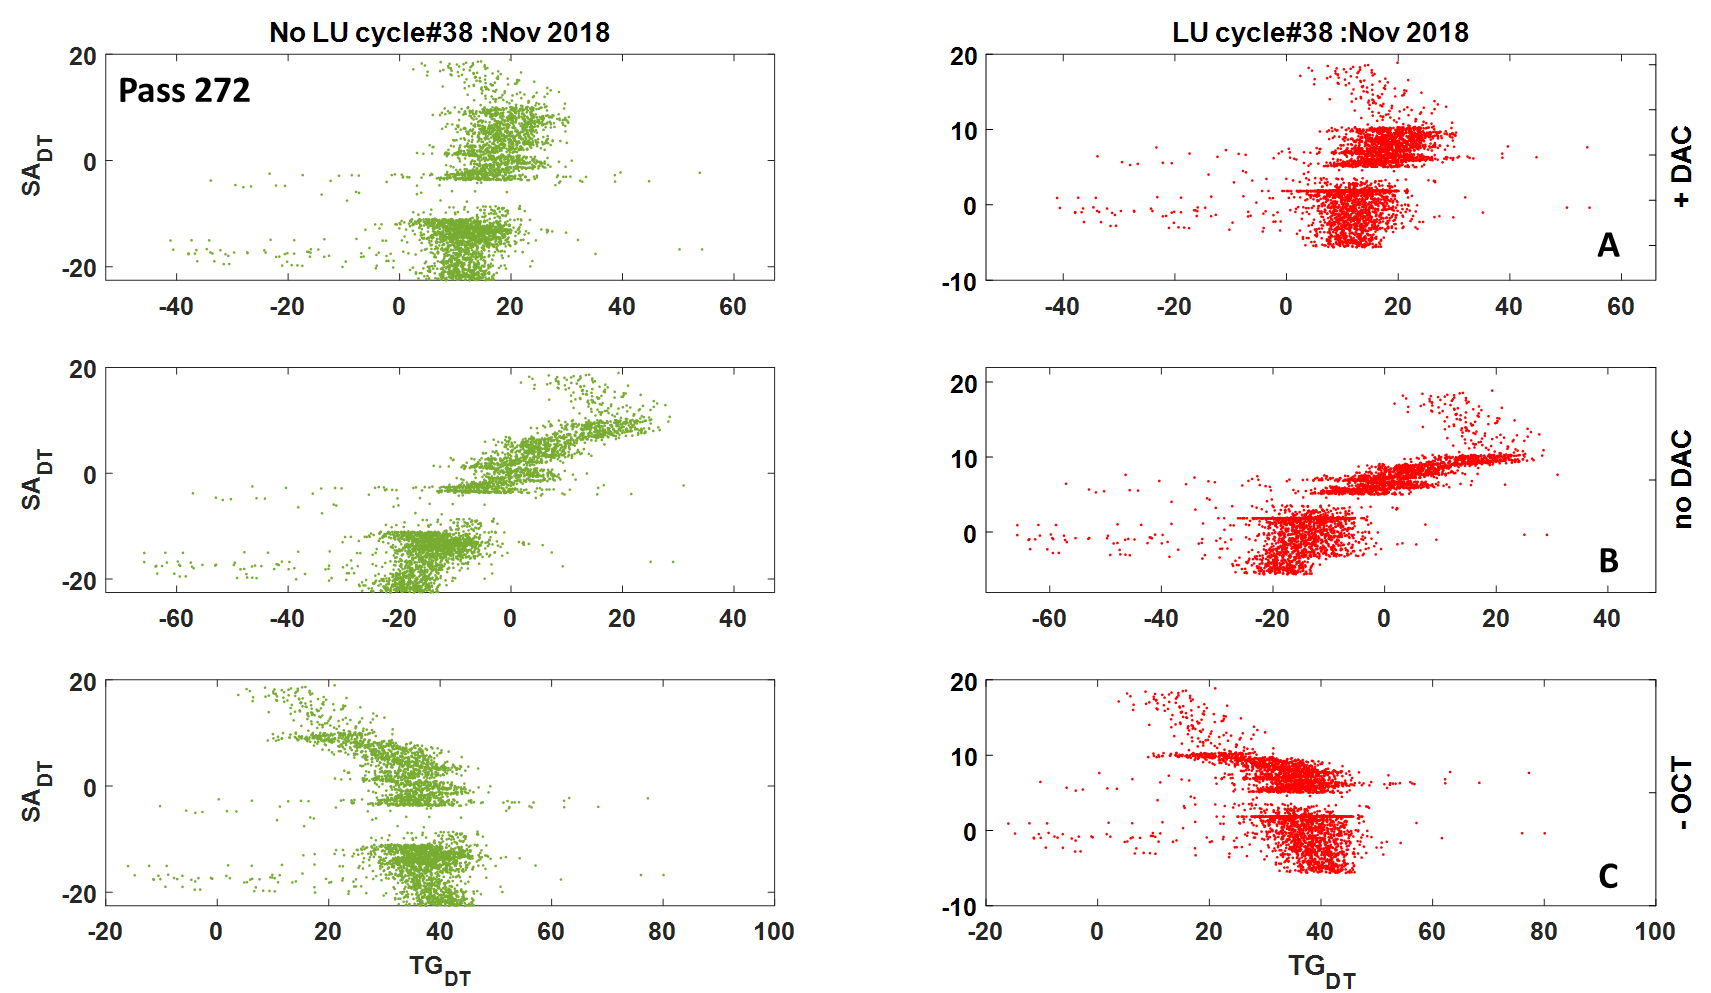 No LU cycle#38 :Nov 2018
LU cycle#38 :Nov 2018
Pass 272
SA_DT
20
0
-20
-40 -20 0 20 40 60
20
10
0
-10
-40 -20 0 20 40 60
+ DAC
A
SA_DT
20
0
-20
-60 -40 -20 0 20 40
20
10
0
-60 -40 -20 0 20 40
no DAC
B
SA_DT
20
0
-20
-20 0 20 40 60 80 100
TG_DT
20
10
0
-10
-20 0 20 40 60 80 100
TG_DT
- OCT
C